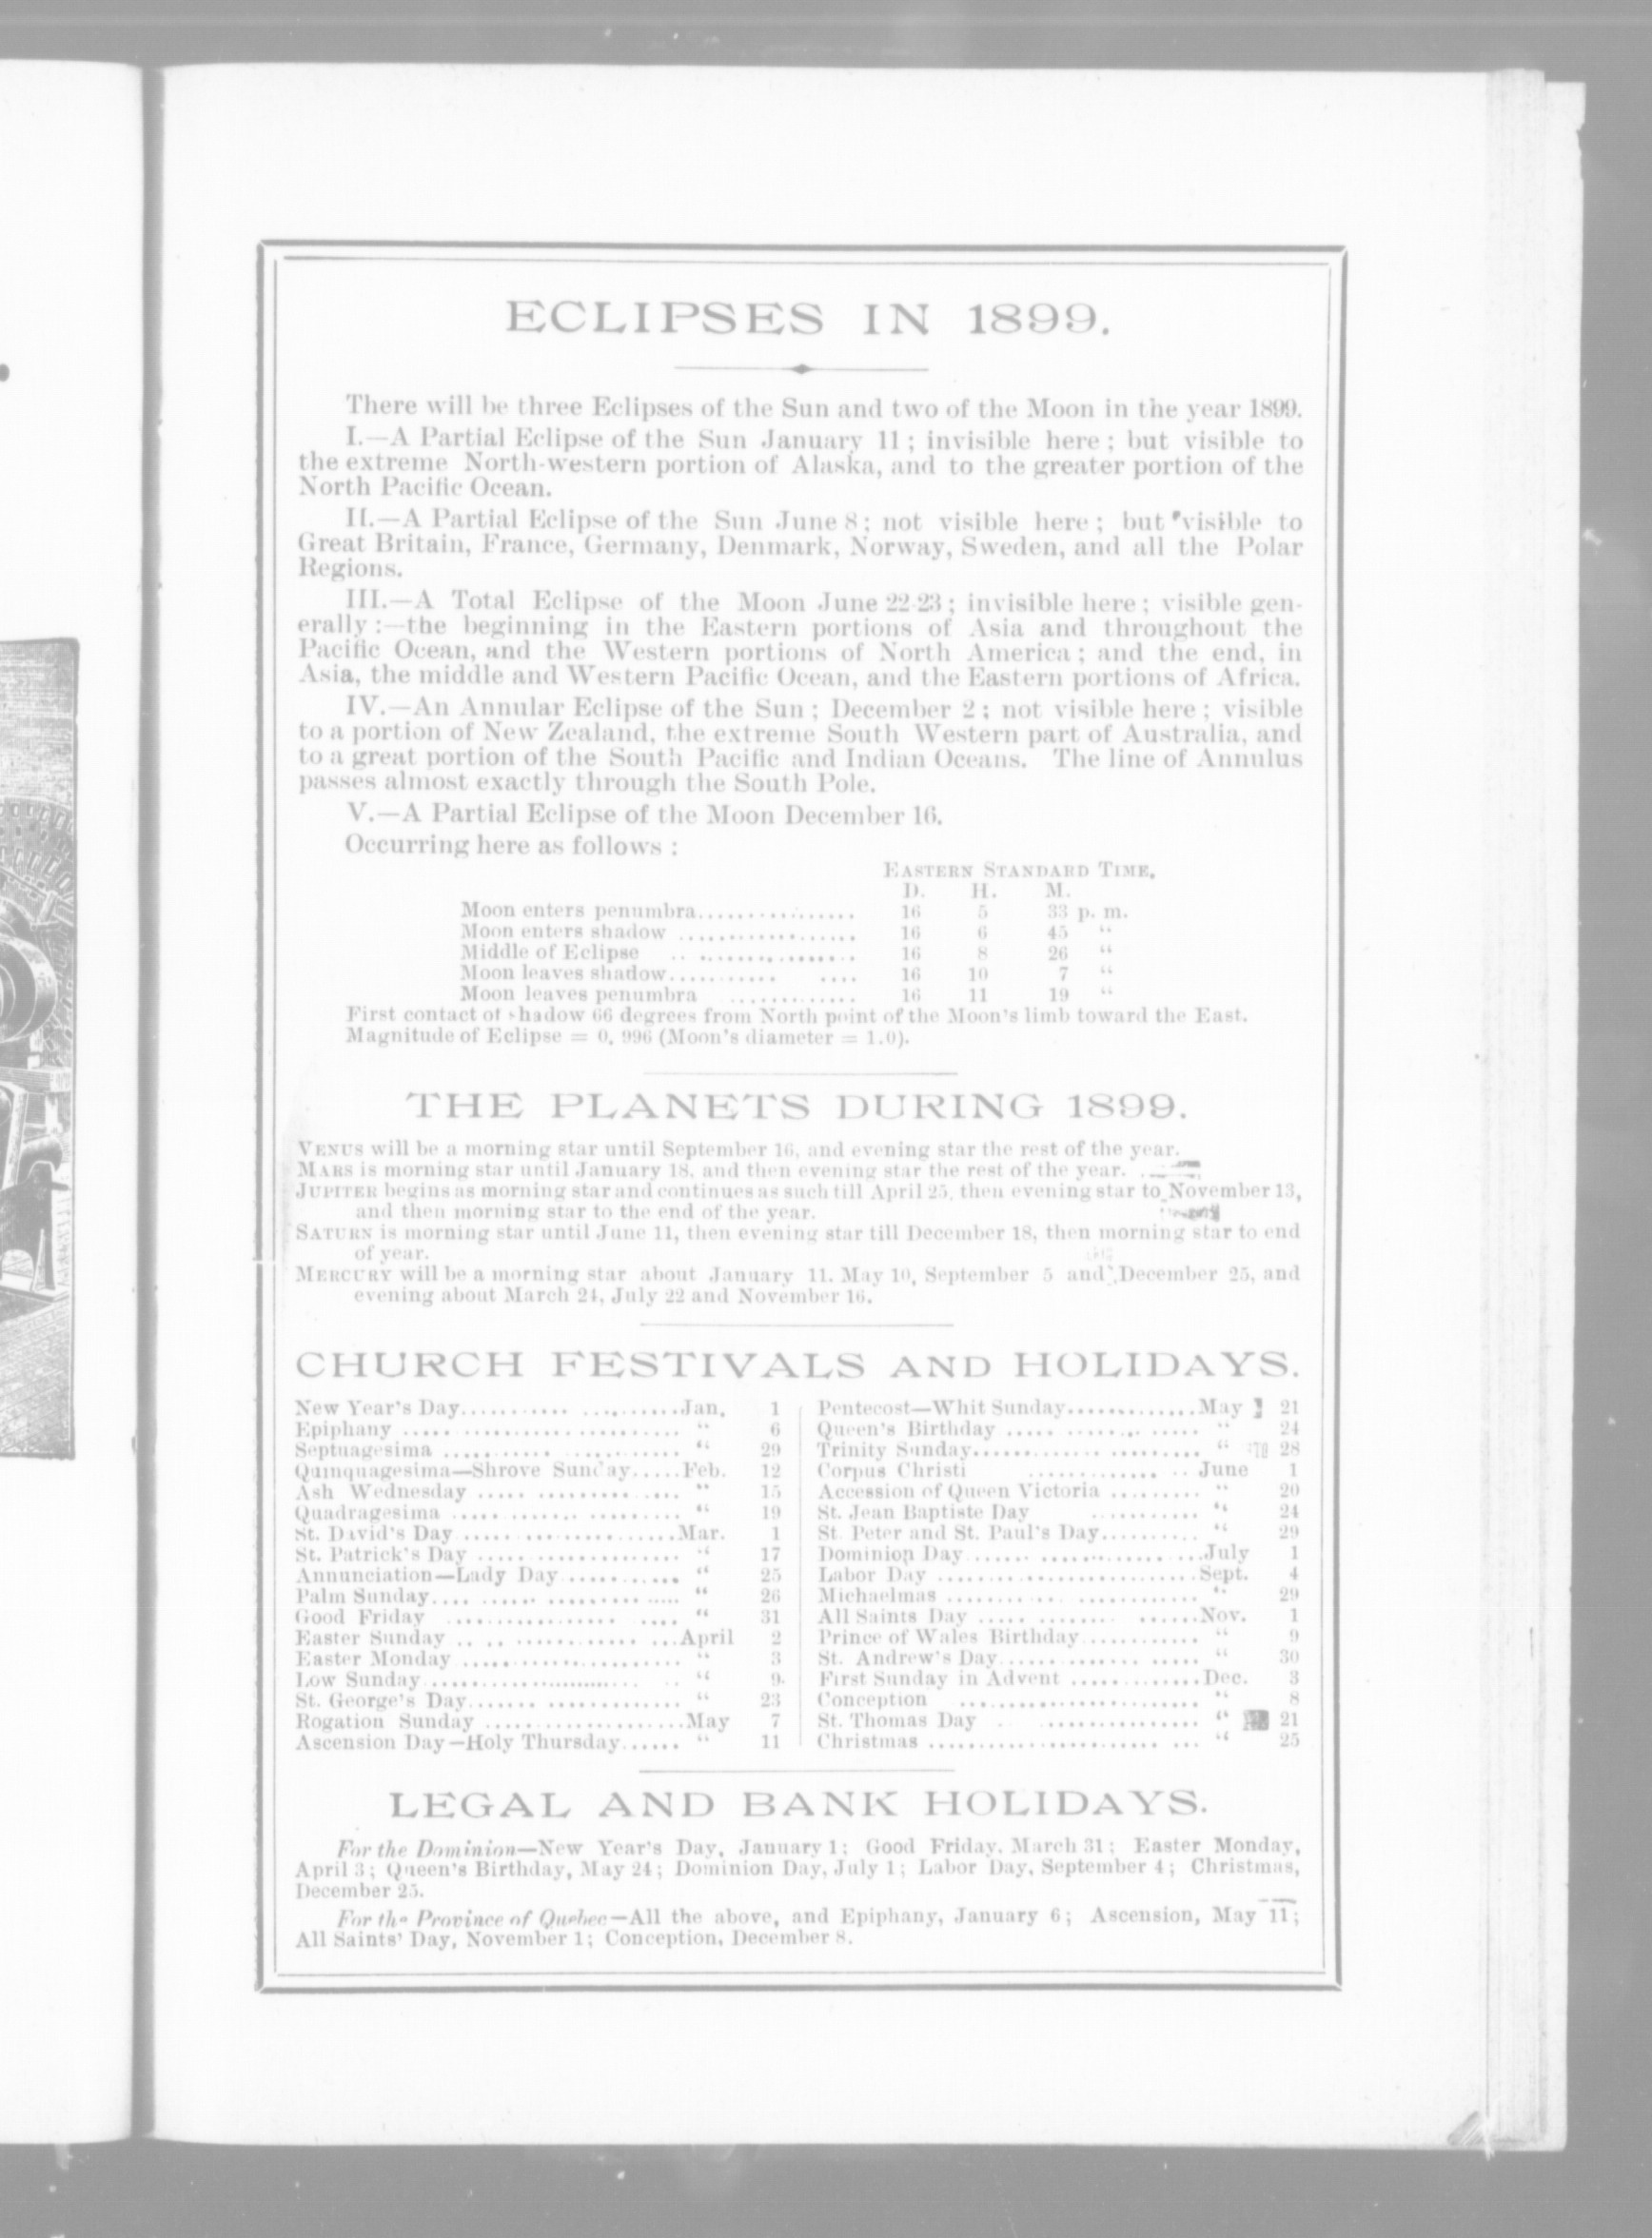 ECLIPSES IN 1899.
There will be three Eclipses of the Sun and two of the Moon in the year 1899.
I.—A Partial Eclipse of the Sun January 11; invisible here; but visible to
the extreme North-western portion of Alaska, and to the greater portion of the
North Pacific Ocean.
II.—A Partial Eclipse of the Sun June 8; not visible here; but visible to
Great Britain, France, Germany, Denmark, Norway, Sweden, and all the Polar
Regions.
III.—A Total Eclipse of the Moon June 22-23; invisible here; visible gen-
erally:—the beginning in the Eastern portions of Asia and throughout the
Pacific Ocean, and the Western portions of North America; and the end, in
Asia, the middle and Western Pacific Ocean, and the Eastern portions of Africa.
IV.—An Annular Eclipse of the Sun; December 2; not visible here; visible
to a portion of New Zealand, the extreme South Western part of Australia, and
to a great portion of the South Pacific and Indian Oceans. The line of Annulus
passes almost exactly through the South Pole.
V.—A Partial Eclipse of the Moon December 16.
Occurring here as follows:
EASTERN STANDARD TIME.
D. H. M.
Moon enters penumbra................ 16 5 33 p. m.
Moon enters shadow .................. 16 6 45 “
Middle of Eclipse .. ............... 16 8 26 “
Moon leaves shadow........... .... 16 10 7 “
Moon leaves penumbra ............. 16 11 19 “
First contact of shadow 66 degrees from North point of the Moon's limb toward the East.
Magnitude of Eclipse = 0, 996 (Moon's diameter = 1.0).
THE PLANETS DURING 1899.
VENUS will be a morning star until September 16, and evening star the rest of the year.
MARS is morning star until January 18, and then evening star the rest of the year.
JUPITER begins as morning star and continues as such till April 25, then evening star to November 13,
and then morning star to the end of the year.
SATURN is morning star until June 11, then evening star till December 18, then morning star to end
of year.
MERCURY will be a morning star about January 11. May 10, September 5 and December 25, and
evening about March 24, July 22 and November 16.
CHURCH FESTIVALS AND HOLIDAYS.
New Year's Day........... ..........Jan, 1
Epiphany .......................... “ 6
Septuagesima ...................... “ 29
Quinquagesima—Shrove Sunday.....Feb. 12
Ash Wednesday ..... ......... .... “ 15
Quadragesima ............ ......... “ 19
St. David's Day .....................Mar. 1
St. Patrick's Day ..... .............. “ 17
Annunciation—Lady Day............ “ 25
Palm Sunday.... ...... .......... ..... “ 26
Good Friday ................ .... “ 31
Easter Sunday .. .. ............ ...April 2
Easter Monday ..................... “ 3
Low Sunday....................... .. “ 9
St. George's Day....... ............. “ 23
Rogation Sunday ....................May 7
Ascension Day—Holy Thursday...... “ 11
Pentecost—Whit Sunday.............May 21
Queen's Birthday ..... ........ ..... “ 24
Trinity Sunday............. ......... “ 28
Corpus Christi ............. ..June 1
Accession of Queen Victoria ......... “ 20
St. Jean Baptiste Day ........... “ 24
St. Peter and St. Paul's Day.......... “ 29
Dominion Day...... ................July 1
Labor Day ..........................Sept. 4
Michaelmas ........... ............ “ 29
All Saints Day ..... ........ ......Nov. 1
Prince of Wales Birthday............ “ 9
St. Andrew's Day.............. ..... “ 30
First Sunday in Advent .............Dec. 3
Conception ........................ “ 8
St. Thomas Day . ............... “ 21
Christmas ....................... ... “ 25
LEGAL AND BANK HOLIDAYS.
For the Dominion—New Year's Day, January 1; Good Friday, March 31; Easter Monday,
April 3; Queen's Birthday, May 24; Dominion Day, July 1; Labor Day, September 4; Christmas,
December 25.
For the Province of Quebec—All the above, and Epiphany, January 6; Ascension, May 11;
All Saints' Day, November 1; Conception, December 8.